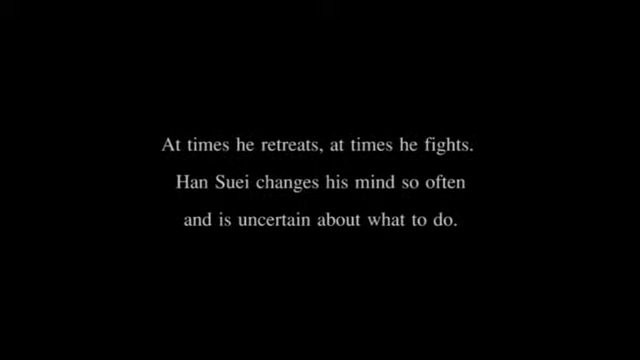 At times he retreats, at times he fights.
Han Suei changes his mind so often
and is uncertain about what to do.